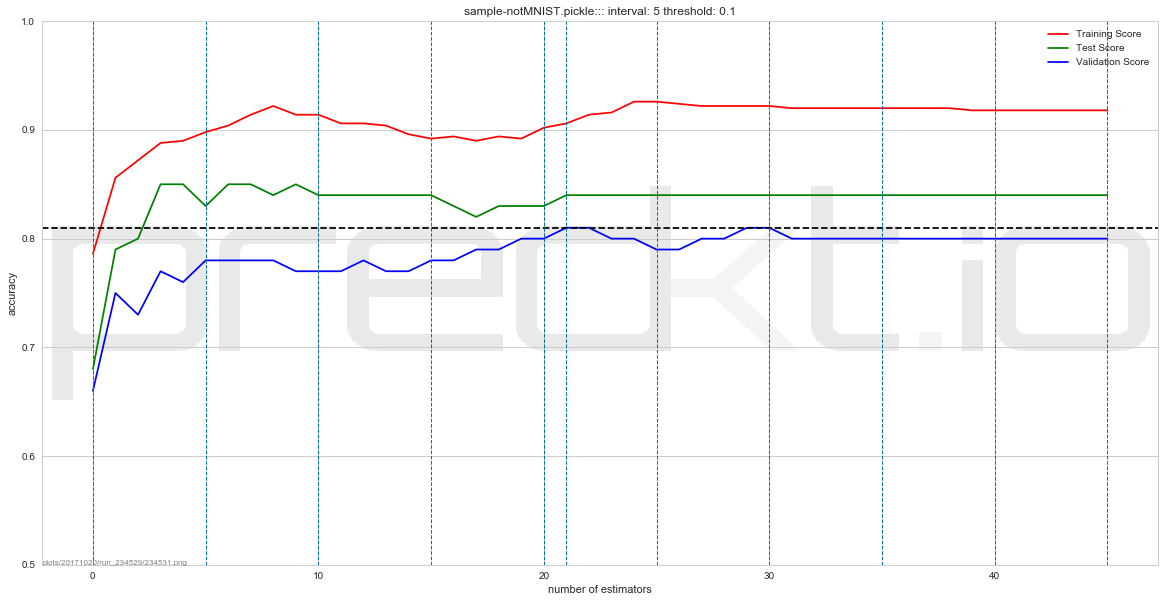 sample-notMNIST.pickle::: interval: 5 threshold: 0.1
1.0
Training Score
Test Score
Validation Score
0.9
0.8
0.7
0.6
0.5
accuracy
preckt.io
plots/20171020/run_234529/234531.png
0 10 20 30 40
number of estimators